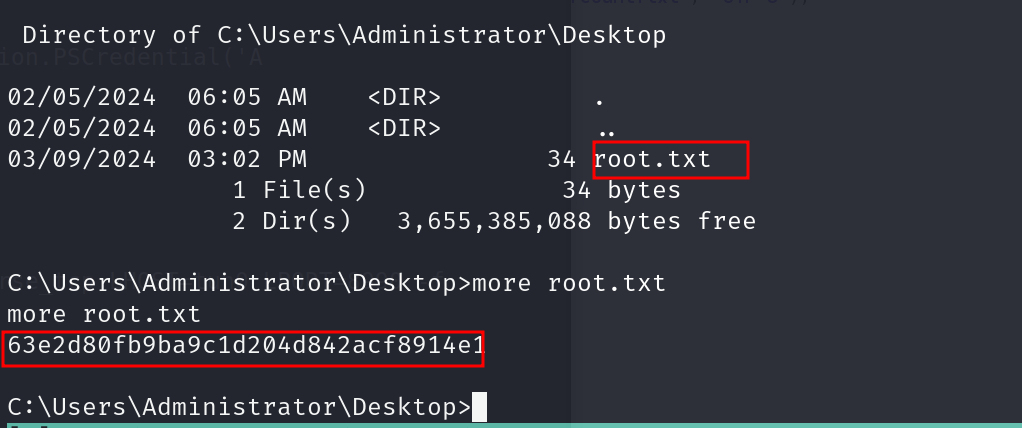 Directory of C:\Users\Administrator\Desktop
ion.PSCredential('A
02/05/2024  06:05 AM    <DIR>          .
02/05/2024  06:05 AM    <DIR>          ..
03/09/2024  03:02 PM                34 root.txt
               1 File(s)             34 bytes
               2 Dir(s)   3,655,385,088 bytes free
C:\Users\Administrator\Desktop>more root.txt
more root.txt
63e2d80fb9ba9c1d204d842acf8914e1
C:\Users\Administrator\Desktop>